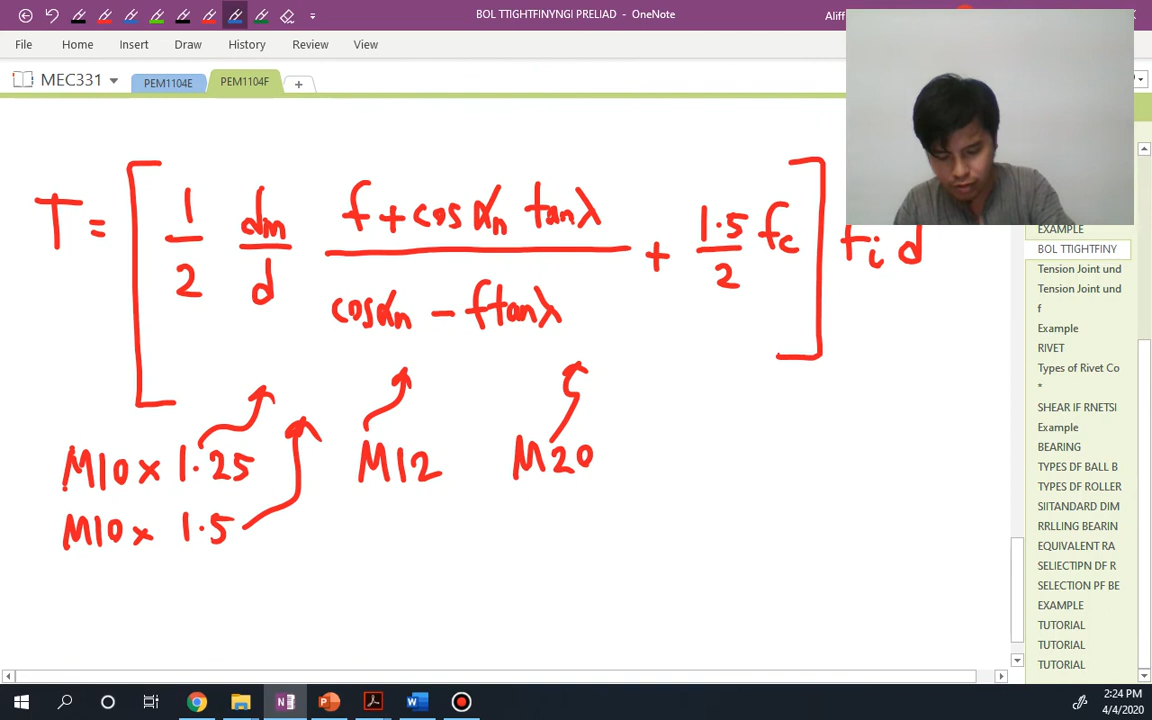 BOL TTIGHTFINYNGI PRELIAD - OneNote
Aliff
File Home Insert Draw History Review View
MEC331 PEM1104E PEM1104F +
T = [ 1/2 dm/d (f + cos αn tan λ)/(cos αn - f tan λ) + 1.5/2 fc ] Fi d
M10 x 1.25 M12 M20
M10 x 1.5
EXAMPLE
BOL TTIGHTFINY
Tension Joint und
Tension Joint und
f
Example
RIVET
Types of Rivet Co
*
SHEAR IF RNETSI
Example
BEARING
TYPES DF BALL B
TYPES DF ROLLER
SIITANDARD DIM
RRLLING BEARIN
EQUIVALENT RA
SELIECTIPN DF R
SELECTION PF BE
EXAMPLE
TUTORIAL
TUTORIAL
TUTORIAL
2:24 PM
4/4/2020